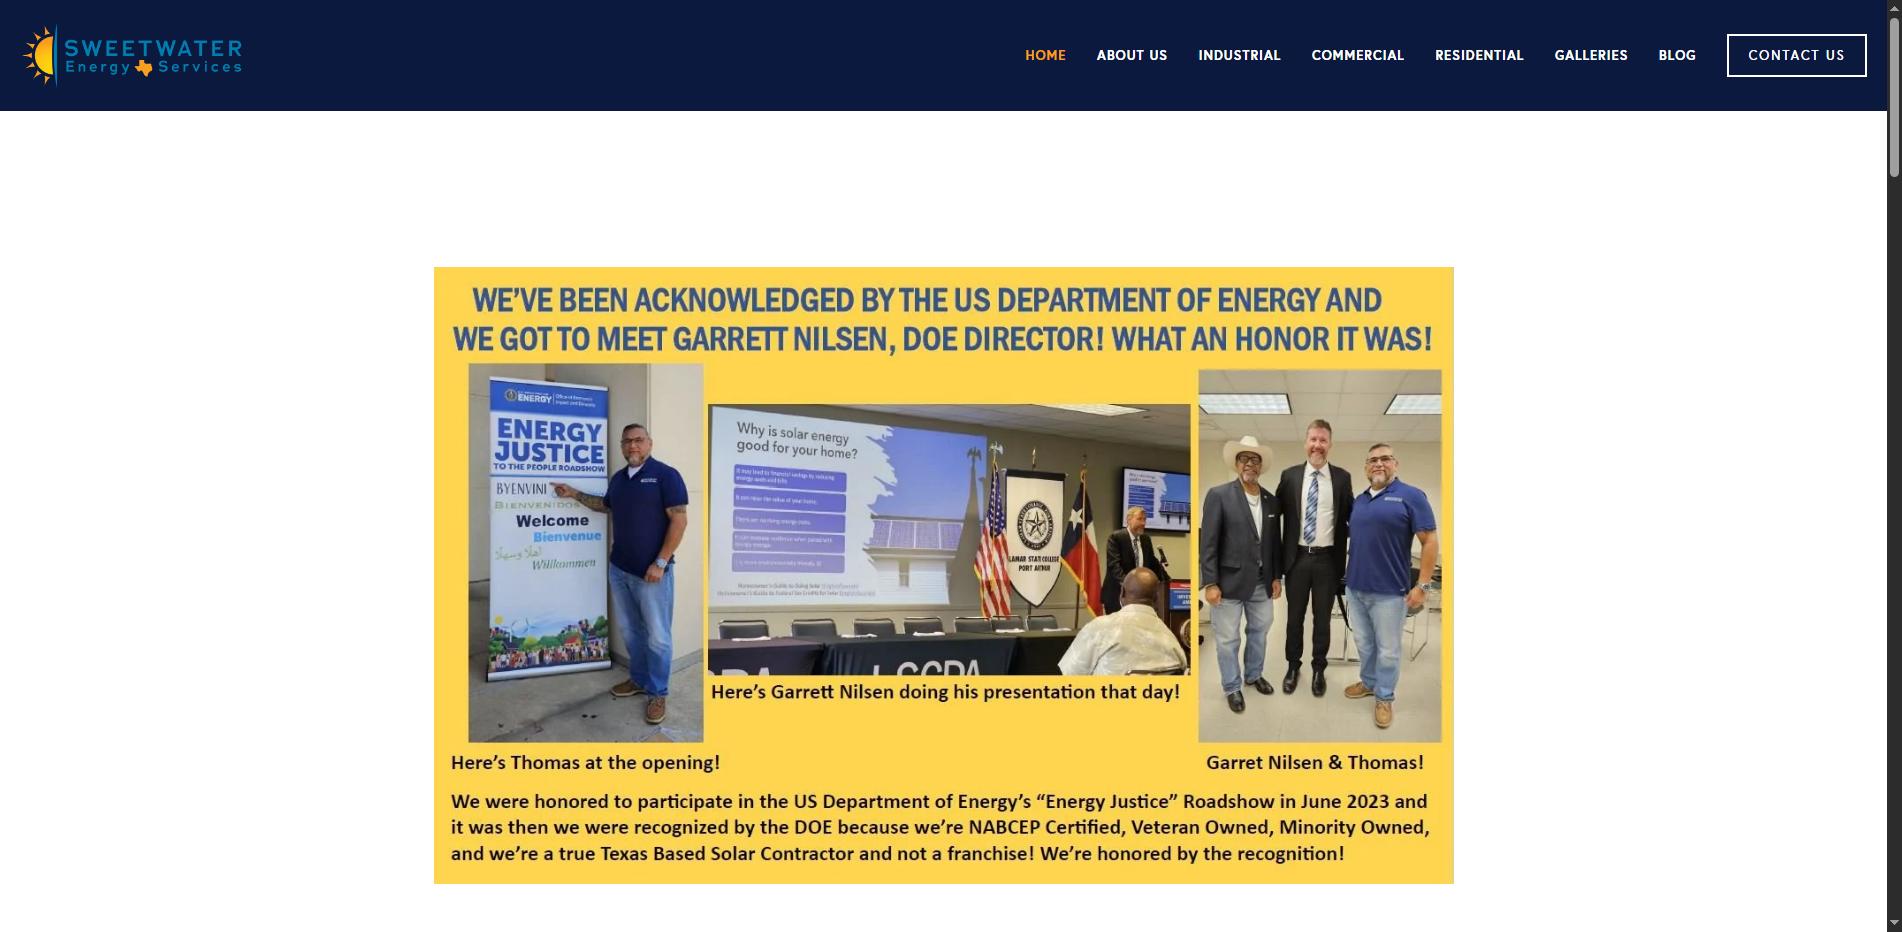 SWEETWATER
Energy Services
HOME
ABOUT US
INDUSTRIAL
COMMERCIAL
RESIDENTIAL
GALLERIES
BLOG
CONTACT US
WE’VE BEEN ACKNOWLEDGED BY THE US DEPARTMENT OF ENERGY AND
WE GOT TO MEET GARRETT NILSEN, DOE DIRECTOR! WHAT AN HONOR IT WAS!
ENERGY
ENERGY
JUSTICE
TO THE PEOPLE ROADSHOW
BYENVINI
BIENVENIDOS
Welcome
Bienvenue
أهلا وسهلا
Willkommen
Why is solar energy
good for your home?
LAMAR STATE COLLEGE
PORT ARTHUR
Here’s Garrett Nilsen doing his presentation that day!
Here’s Thomas at the opening!
Garret Nilsen & Thomas!
We were honored to participate in the US Department of Energy’s “Energy Justice” Roadshow in June 2023 and
it was then we were recognized by the DOE because we’re NABCEP Certified, Veteran Owned, Minority Owned,
and we’re a true Texas Based Solar Contractor and not a franchise! We’re honored by the recognition!